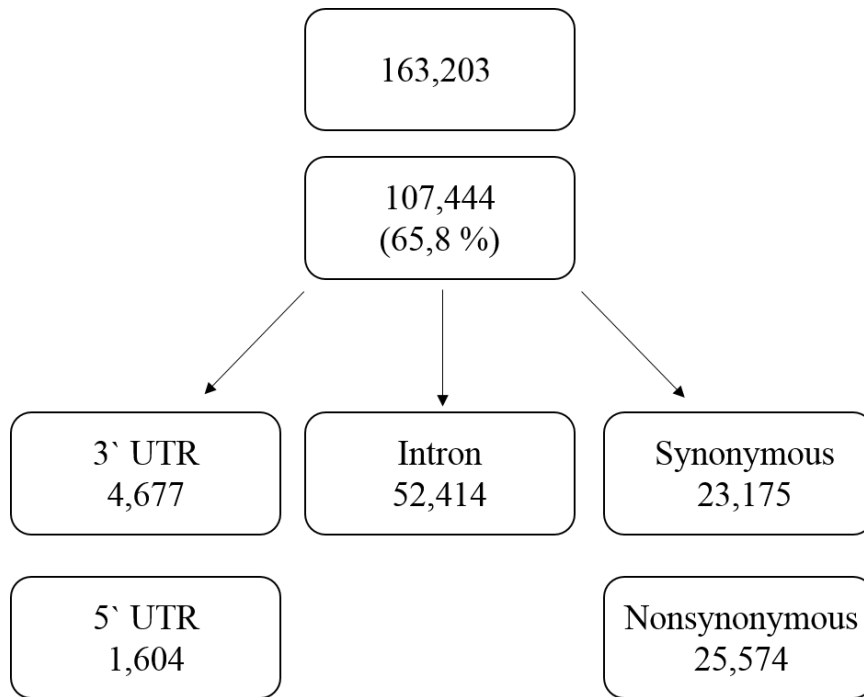 163,203
107,444
(65,8 %)
3` UTR
4,677
Intron
52,414
Synonymous
23,175
5` UTR
1,604
Nonsynonymous
25,574